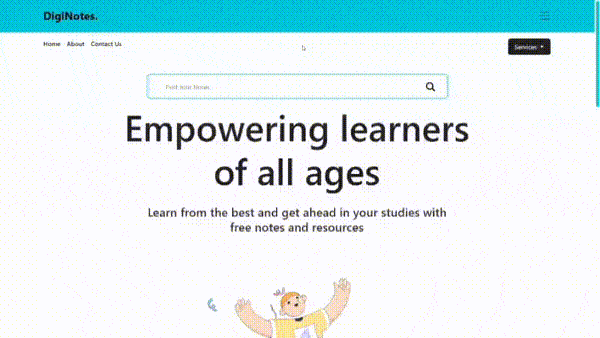 DigiNotes.
Home About Contact Us
Services
Find your Notes
Empowering learners
of all ages
Learn from the best and get ahead in your studies with
free notes and resources